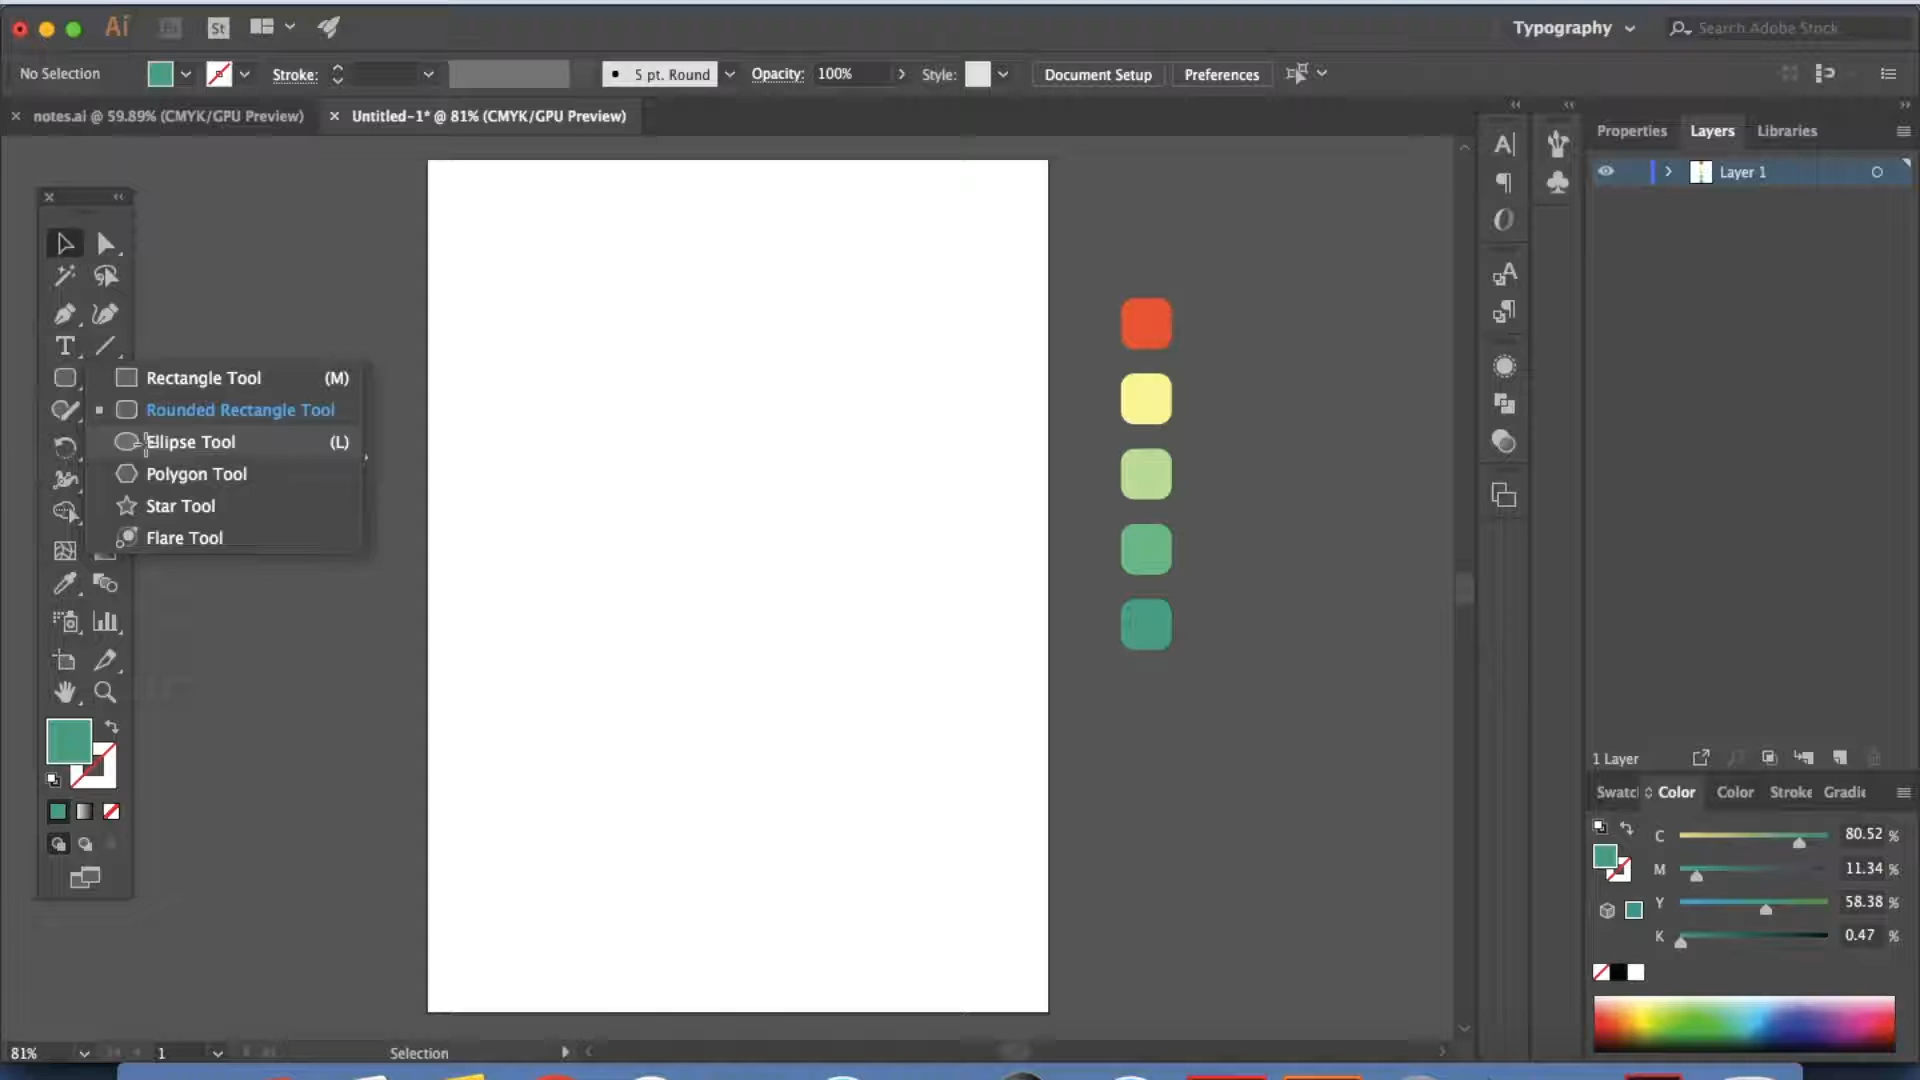 Ai St Typography Search Adobe Stock
No Selection Stroke: 5 pt. Round Opacity: 100% Style: Document Setup Preferences
× notes.ai @ 59.89% (CMYK/GPU Preview) × Untitled-1* @ 81% (CMYK/GPU Preview)
Properties Layers Libraries
Layer 1
Rectangle Tool (M)
Rounded Rectangle Tool
Ellipse Tool (L)
Polygon Tool
Star Tool
Flare Tool
1 Layer
Swatc Color Color Stroke Gradi
C 80.52 %
M 11.34 %
Y 58.38 %
K 0.47 %
81% 1 Selection